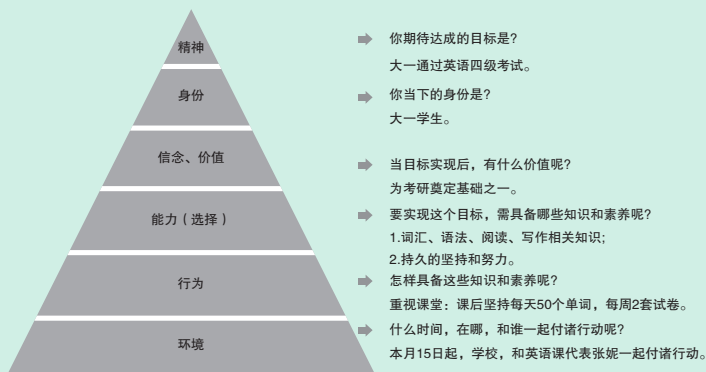 精神
你期待达成的目标是?
大一通过英语四级考试。
身份
你当下的身份是?
大一学生。
信念、价值
当目标实现后，有什么价值呢?
为考研奠定基础之一。
能力（选择）
要实现这个目标，需具备哪些知识和素养呢?
1.词汇、语法、阅读、写作相关知识;
2.持久的坚持和努力。
行为
怎样具备这些知识和素养呢?
重视课堂：课后坚持每天50个单词，每周2套试卷。
环境
什么时间，在哪，和谁一起付诸行动呢?
本月15日起，学校，和英语课代表张妮一起付诸行动。